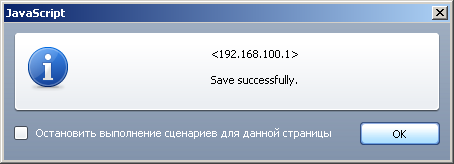 JavaScript
<192.168.100.1>
Save successfully.
Остановить выполнение сценариев для данной страницы
OK